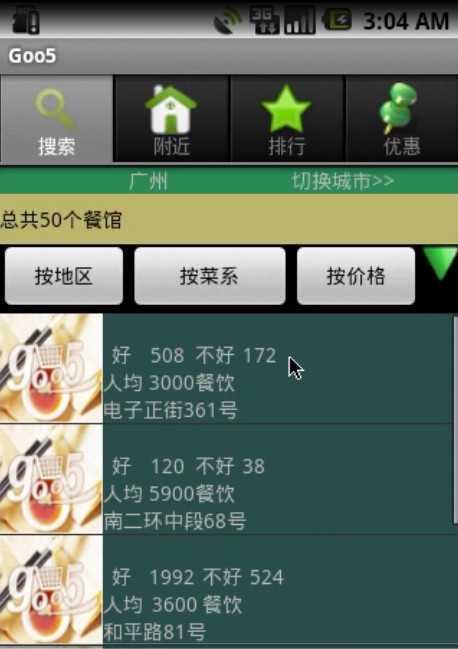 3G 3:04 AM
Goo5
搜索 附近 排行 优惠
广州 切换城市>>
总共50个餐馆
按地区 按菜系 按价格
goo5
好 508 不好 172
人均 3000餐饮
电子正街361号
goo5
好 120 不好 38
人均 5900餐饮
南二环中段68号
goo5
好 1992 不好 524
人均 3600 餐饮
和平路81号